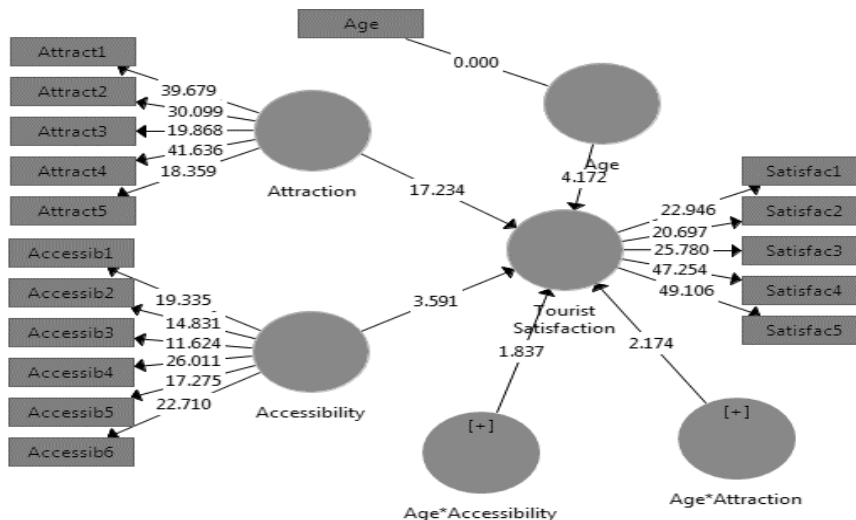 Age
0.000
Age
4.172
Attract1
Attract2
Attract3
Attract4
Attract5
39.679
30.099
19.868
41.636
18.359
Attraction
17.234
Accessib1
Accessib2
Accessib3
Accessib4
Accessib5
Accessib6
19.335
14.831
11.624
26.011
17.275
22.710
Accessibility
3.591
Tourist
Satisfaction
22.946
20.697
25.780
47.254
49.106
Satisfac1
Satisfac2
Satisfac3
Satisfac4
Satisfac5
1.837
[+]
Age*Accessibility
2.174
[+]
Age*Attraction